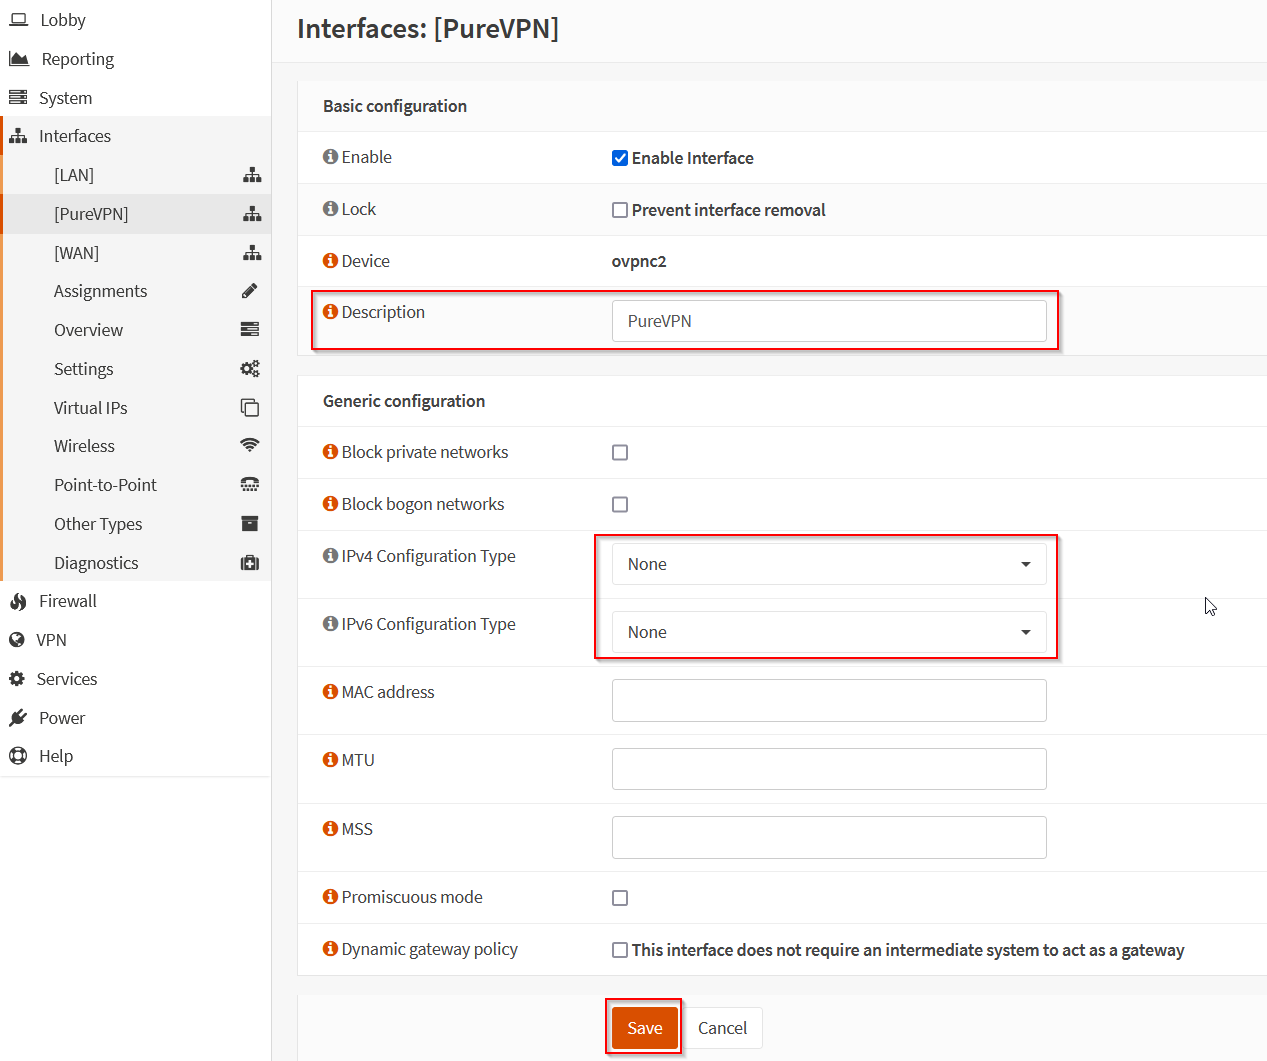 Lobby
Reporting
System
Interfaces
[LAN]
[PureVPN]
[WAN]
Assignments
Overview
Settings
Virtual IPs
Wireless
Point-to-Point
Other Types
Diagnostics
Firewall
VPN
Services
Power
Help
Interfaces: [PureVPN]
Basic configuration
Enable
Enable Interface
Lock
Prevent interface removal
Device
ovpnc2
Description
PureVPN
Generic configuration
Block private networks
Block bogon networks
IPv4 Configuration Type
None
IPv6 Configuration Type
None
MAC address
MTU
MSS
Promiscuous mode
Dynamic gateway policy
This interface does not require an intermediate system to act as a gateway
Save
Cancel